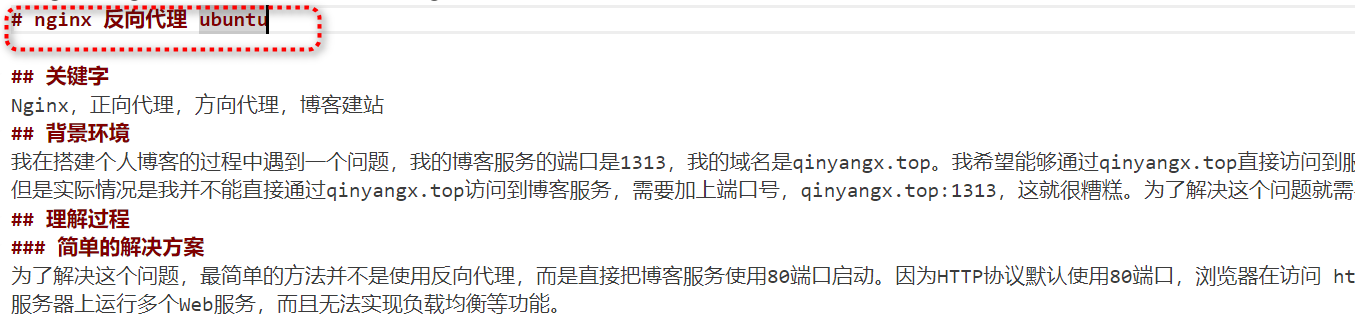 # nginx 反向代理 ubuntu
## 关键字
Nginx，正向代理，方向代理，博客建站
## 背景环境
我在搭建个人博客的过程中遇到一个问题，我的博客服务的端口是1313，我的域名是qinyangx.top。我希望能够通过qinyangx.top直接访问到服
但是实际情况是我并不能直接通过qinyangx.top访问到博客服务，需要加上端口号，qinyangx.top:1313，这就很糟糕。为了解决这个问题就需
## 理解过程
### 简单的解决方案
为了解决这个问题，最简单的方法并不是使用反向代理，而是直接把博客服务使用80端口启动。因为HTTP协议默认使用80端口，浏览器在访问 ht
服务器上运行多个Web服务，而且无法实现负载均衡等功能。